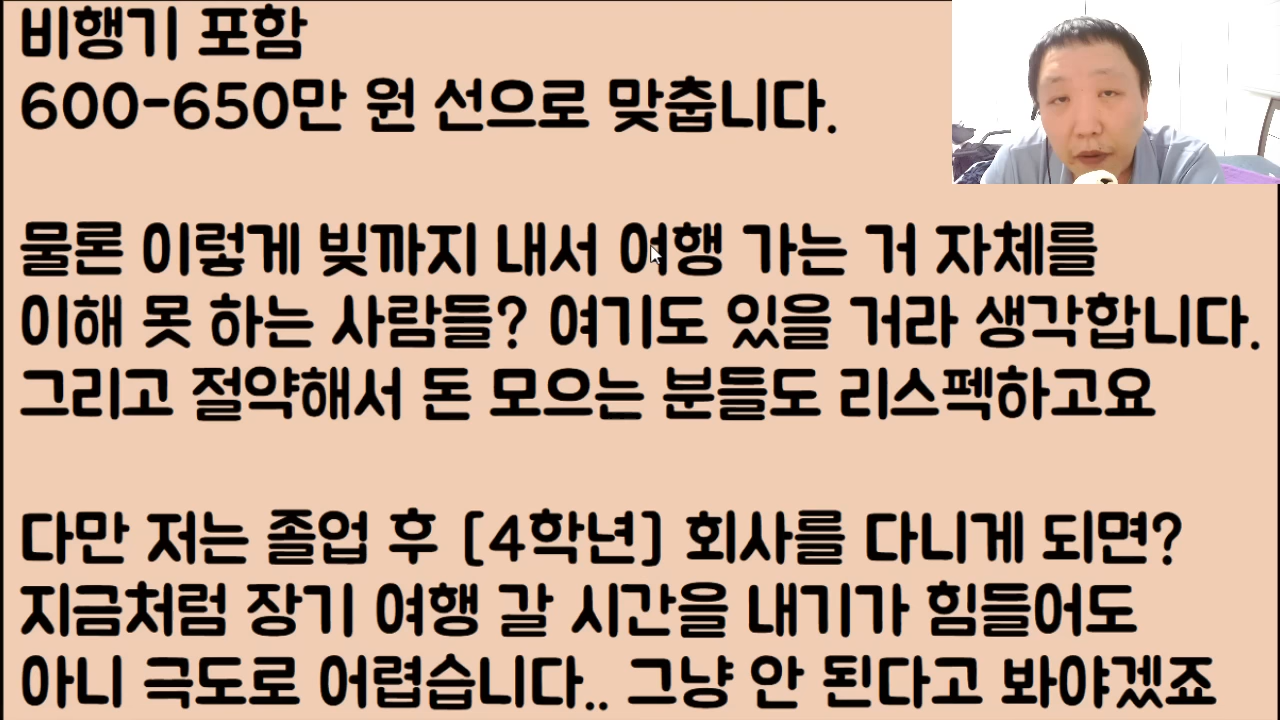 비행기 포함
600-650만 원 선으로 맞춥니다.
물론 이렇게 빚까지 내서 여행 가는 거 자체를
이해 못 하는 사람들? 여기도 있을 거라 생각합니다.
그리고 절약해서 돈 모으는 분들도 리스펙하고요
다만 저는 졸업 후 [4학년] 회사를 다니게 되면?
지금처럼 장기 여행 갈 시간을 내기가 힘들어도
아니 극도로 어렵습니다.. 그냥 안 된다고 봐야겠죠